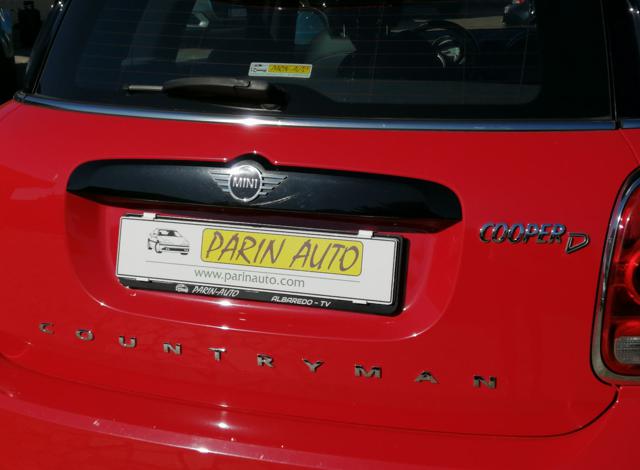 PARIN AUTO
MINI
COOPER D
PARIN AUTO
www.parinauto.com
PARIN-AUTO ALBAREDO - TV
COUNTRYMAN